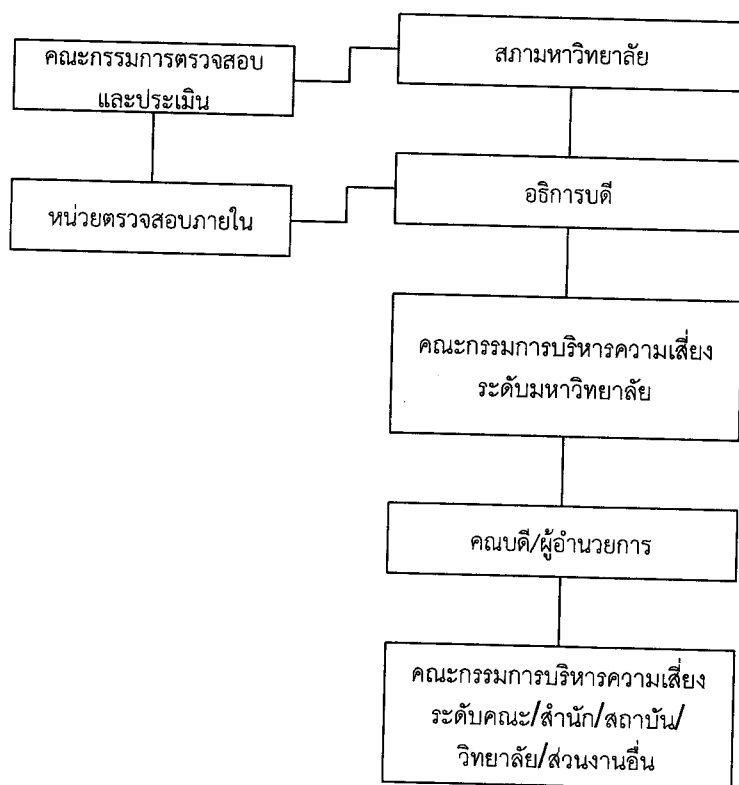 คณะกรรมการตรวจสอบ
และประเมิน
สภามหาวิทยาลัย
หน่วยตรวจสอบภายใน
อธิการบดี
คณะกรรมการบริหารความเสี่ยง
ระดับมหาวิทยาลัย
คณบดี/ผู้อำนวยการ
คณะกรรมการบริหารความเสี่ยง
ระดับคณะ/สำนัก/สถาบัน/
วิทยาลัย/ส่วนงานอื่น